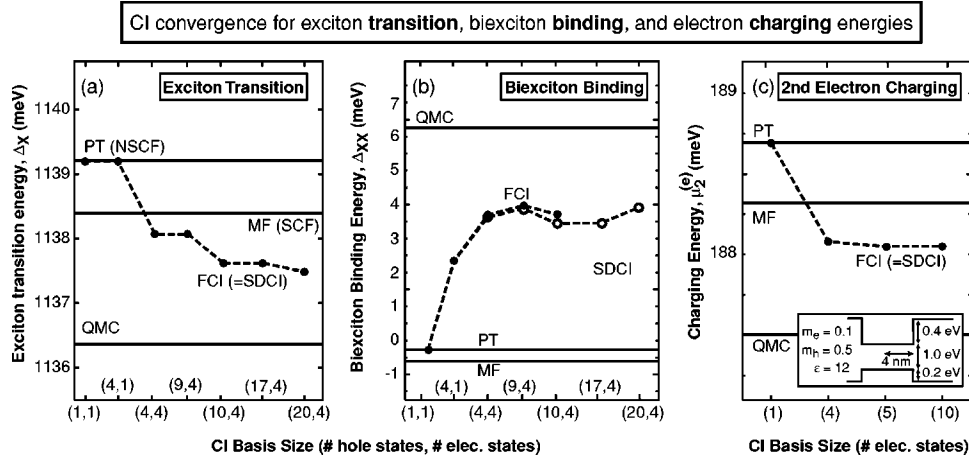 CI convergence for exciton transition, biexciton binding, and electron charging energies
(a) Exciton Transition
Exciton transition energy, Δ_X (meV)
1140
1139
1138
1137
1136
PT (NSCF)
MF (SCF)
FCI (=SDCI)
QMC
(4,1) (9,4) (17,4)
(1,1) (4,4) (10,4) (20,4)
(b) Biexciton Binding
Biexciton Binding Energy, Δ_XX (meV)
7
6
5
4
3
2
1
0
-1
QMC
FCI
SDCI
PT
MF
(4,1) (9,4) (17,4)
(1,1) (4,4) (10,4) (20,4)
CI Basis Size (# hole states, # elec. states)
(c) 2nd Electron Charging
Charging Energy, μ₂⁽ᵉ⁾ (meV)
189
188
PT
MF
FCI (=SDCI)
QMC
m_e = 0.1
m_h = 0.5
ε = 12
4 nm
0.4 eV
1.0 eV
0.2 eV
(1) (4) (5) (10)
CI Basis Size (# elec. states)